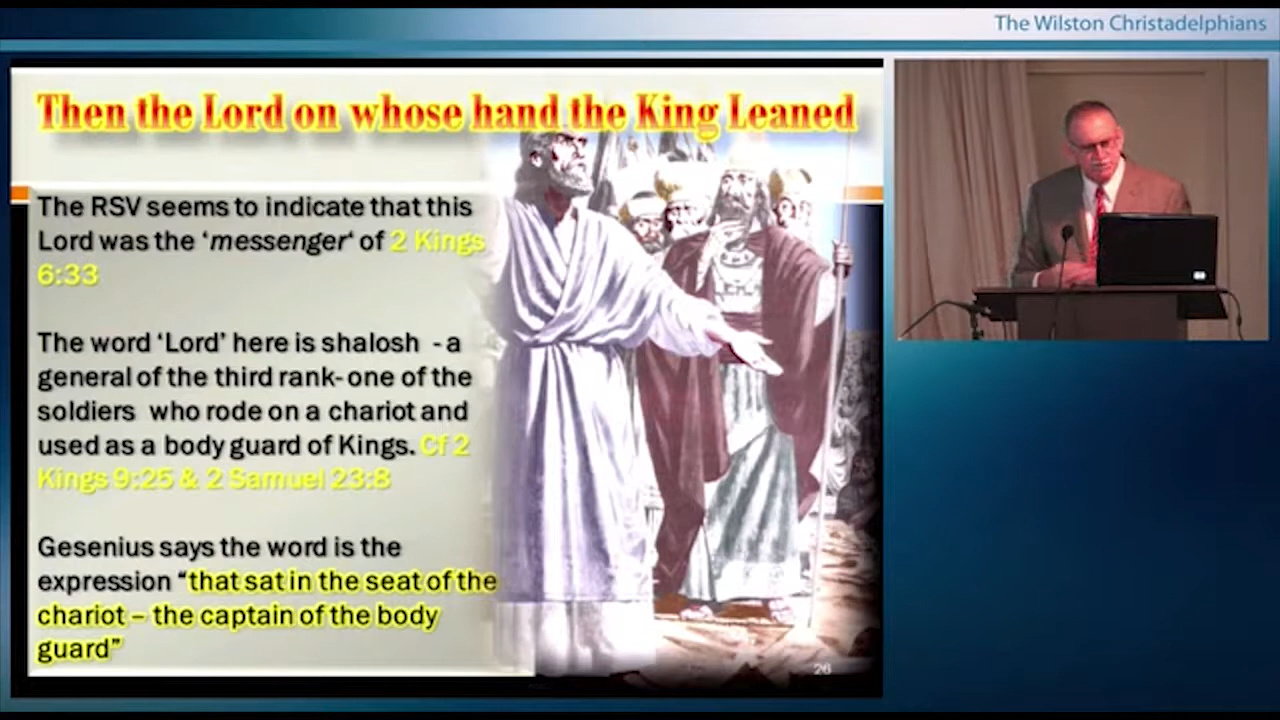 The Wilston Christadelphians
Then the Lord on whose hand the King Leaned
The RSV seems to indicate that this
Lord was the ‘messenger‘ of 2 Kings
6:33
The word ‘Lord’ here is shalosh - a
general of the third rank- one of the
soldiers who rode on a chariot and
used as a body guard of Kings. Cf 2
Kings 9:25 & 2 Samuel 23:8
Gesenius says the word is the
expression “that sat in the seat of the
chariot – the captain of the body
guard”
26